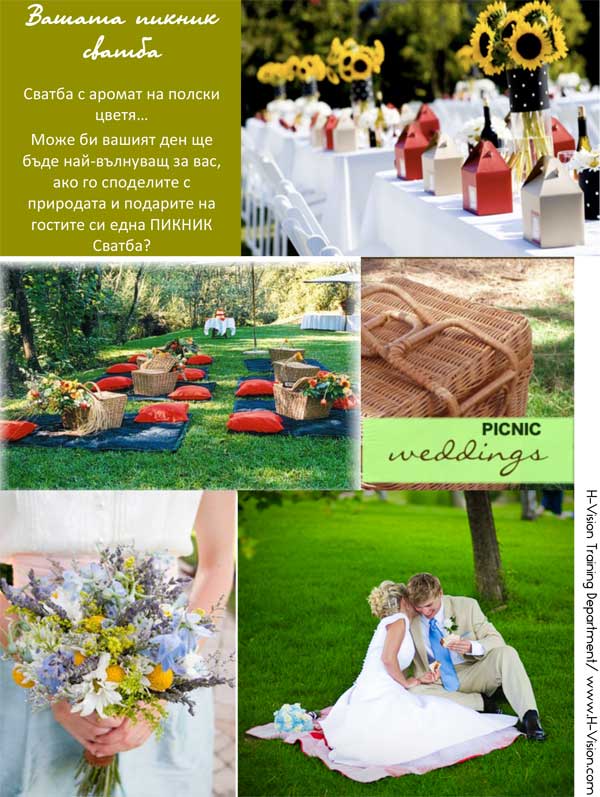 Вашата пикник
сватба
Сватба с аромат на полски
цветя...
Може би вашият ден ще
бъде най-вълнуващ за вас,
ако го споделите с
природата и подарите на
гостите си една ПИКНИК
Сватба?
PICNIC
weddings
H-Vision Training Department/ www.H-Vision.com